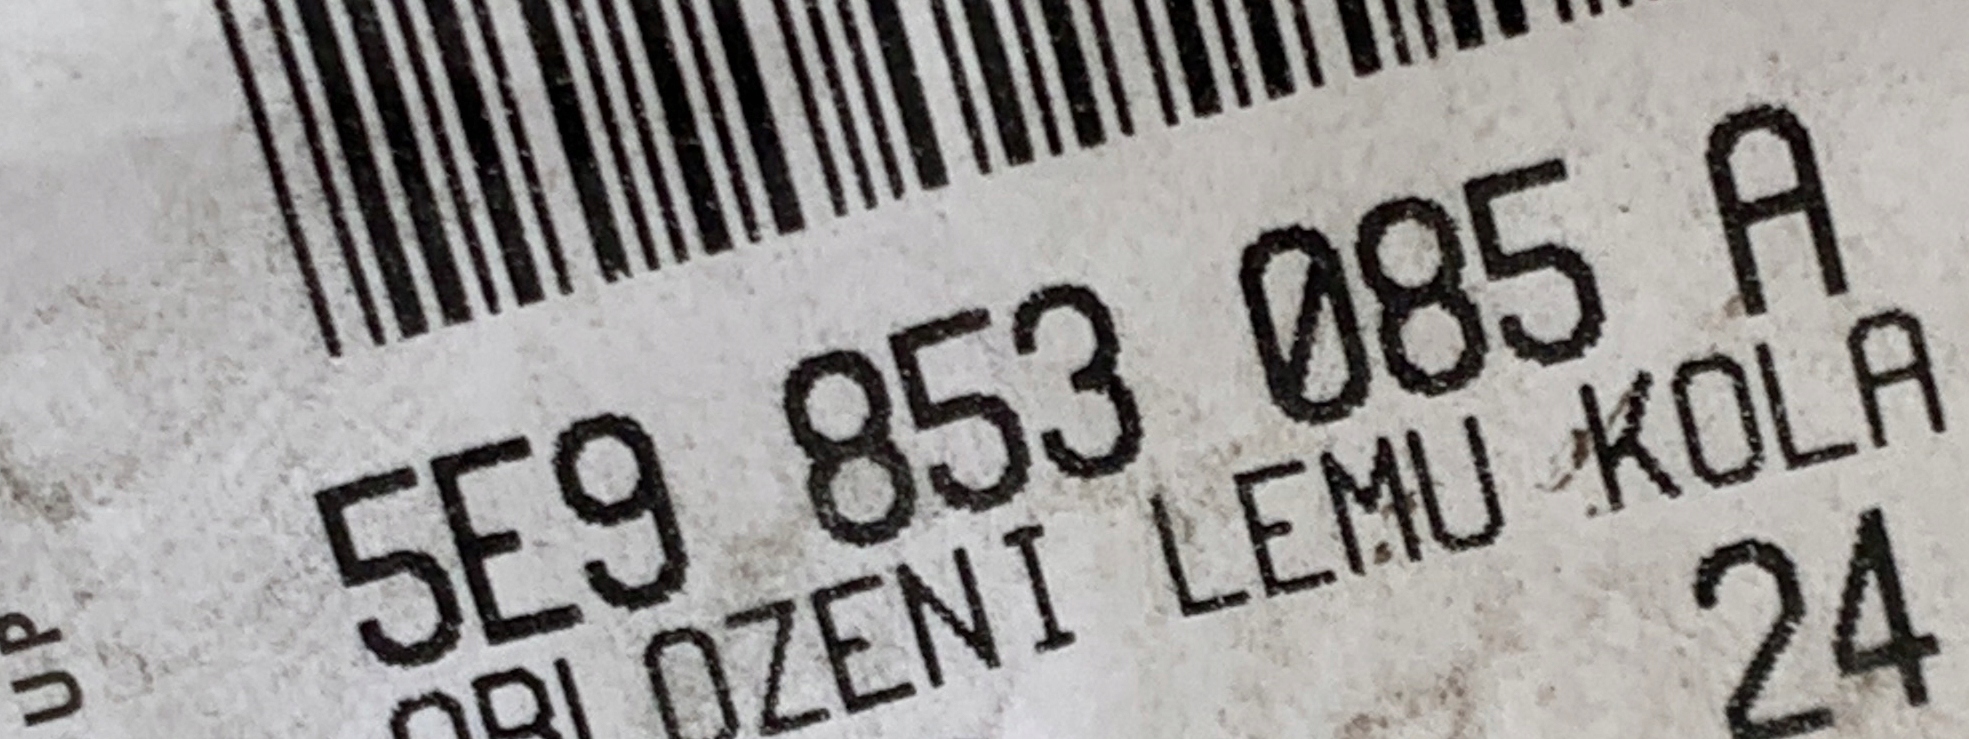 5E9 853 085 A
OBLOZENI LEMU KOLA
24
UP